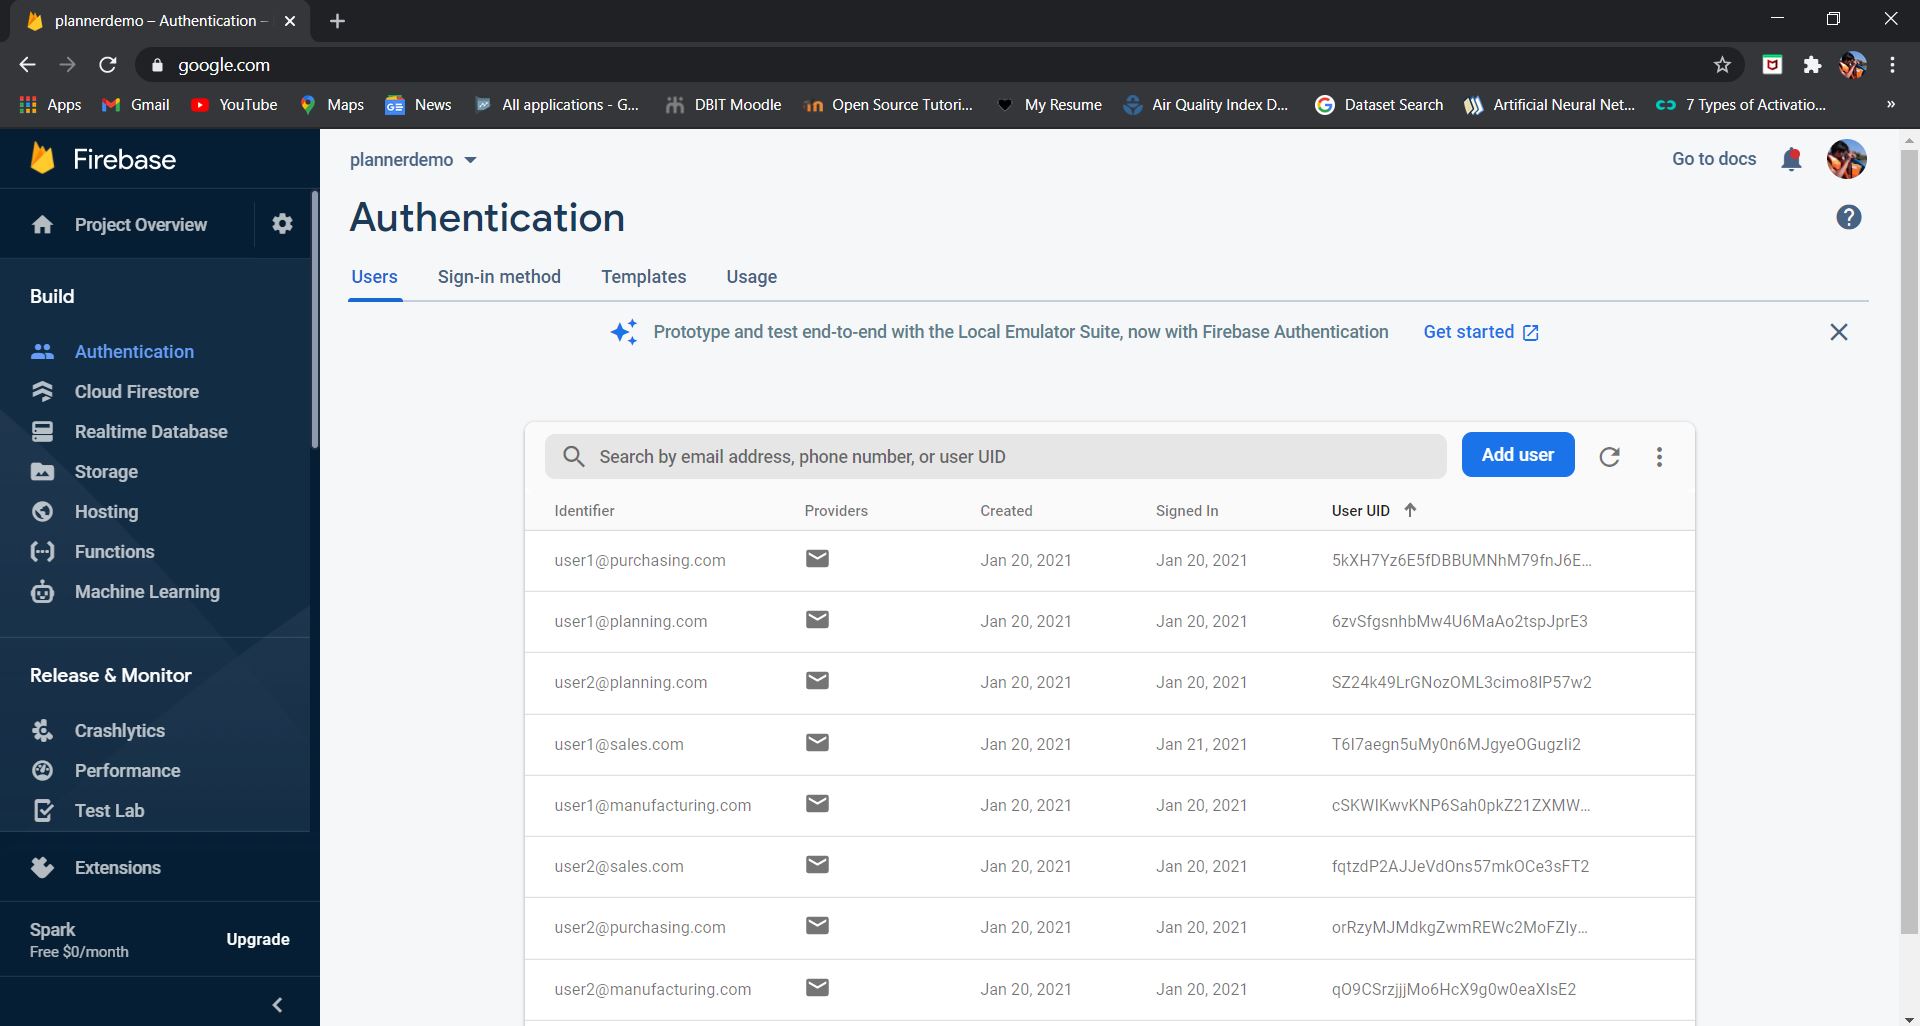 plannerdemo – Authentication –
google.com
Apps Gmail YouTube Maps News All applications - G... DBIT Moodle Open Source Tutori... My Resume Air Quality Index D... Dataset Search Artificial Neural Net... 7 Types of Activatio... »
Firebase
Project Overview
Build
Authentication
Cloud Firestore
Realtime Database
Storage
Hosting
Functions
Machine Learning
Release & Monitor
Crashlytics
Performance
Test Lab
Extensions
Spark
Free $0/month
Upgrade
plannerdemo
Go to docs
Authentication
Users Sign-in method Templates Usage
Prototype and test end-to-end with the Local Emulator Suite, now with Firebase Authentication Get started
Search by email address, phone number, or user UID
Add user
Identifier Providers Created Signed In User UID
user1@purchasing.com Jan 20, 2021 Jan 20, 2021 5kXH7Yz6E5fDBBUMNhM79fnJ6E...
user1@planning.com Jan 20, 2021 Jan 20, 2021 6zvSfgsnhbMw4U6MaAo2tspJprE3
user2@planning.com Jan 20, 2021 Jan 20, 2021 SZ24k49LrGNozOML3cimo8IP57w2
user1@sales.com Jan 20, 2021 Jan 21, 2021 T6I7aegn5uMy0n6MJgyeOGugzIi2
user1@manufacturing.com Jan 20, 2021 Jan 20, 2021 cSKWIKwvKNP6Sah0pkZ21ZXMW...
user2@sales.com Jan 20, 2021 Jan 20, 2021 fqtzdP2AJJeVdOns57mkOCe3sFT2
user2@purchasing.com Jan 20, 2021 Jan 20, 2021 orRzyMJMdkgZwmREWc2MoFZIy...
user2@manufacturing.com Jan 20, 2021 Jan 20, 2021 qO9CSrzjjjMo6HcX9g0w0eaXIsE2